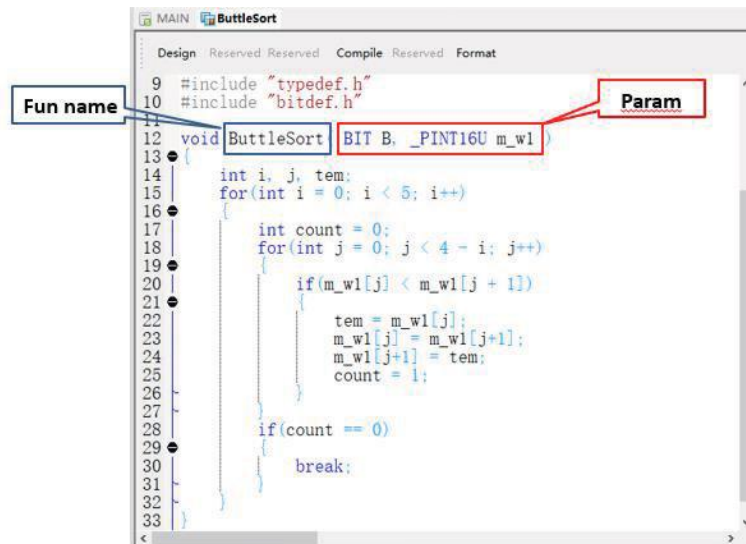 MAIN ButtleSort
Design Reserved Reserved Compile Reserved Format
Fun name
Param
9 #include "typedef.h"
10 #include "bitdef.h"
11
12 void ButtleSort( BIT B, _PINT16U m_w1 )
13 {
14 int i, j, tem;
15 for(int i = 0; i < 5; i++)
16 {
17 int count = 0;
18 for(int j = 0; j < 4 - i; j++)
19 {
20 if(m_w1[j] < m_w1[j + 1])
21 {
22 tem = m_w1[j];
23 m_w1[j] = m_w1[j+1];
24 m_w1[j+1] = tem;
25 count = 1;
26 }
27 }
28 if(count == 0)
29 {
30 break;
31 }
32 }
33 }